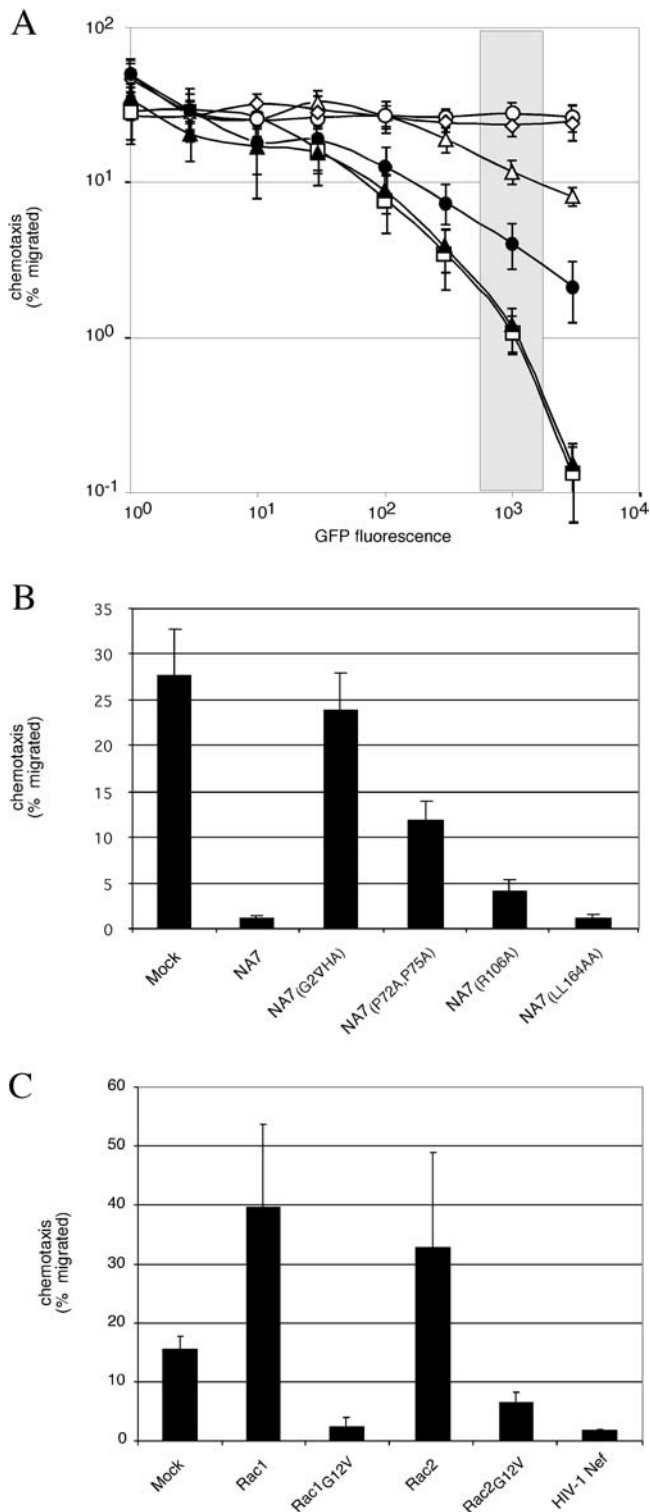 A
10²
10¹
10⁰
10⁻¹
chemotaxis
(% migrated)
10⁰ 10¹ 10² 10³ 10⁴
GFP fluorescence
B
35
30
25
20
15
10
5
0
chemotaxis
(% migrated)
Mock NA7 NA7(G2∇HA) NA7(P72A,P75A) NA7(R106A) NA7(LL164AA)
C
60
50
40
30
20
10
0
chemotaxis
(% migrated)
Mock Rac1 Rac1G12V Rac2 Rac2G12V HIV-1 Nef